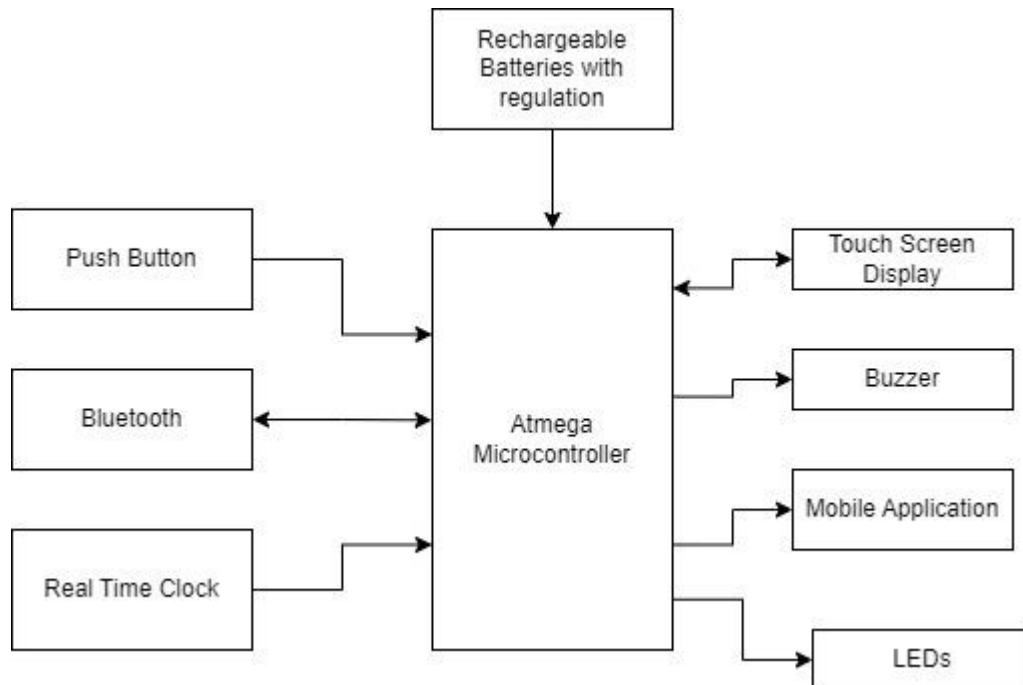 Rechargeable
Batteries with
regulation
Push Button
Touch Screen
Display
Bluetooth
Atmega
Microcontroller
Buzzer
Real Time Clock
Mobile Application
LEDs